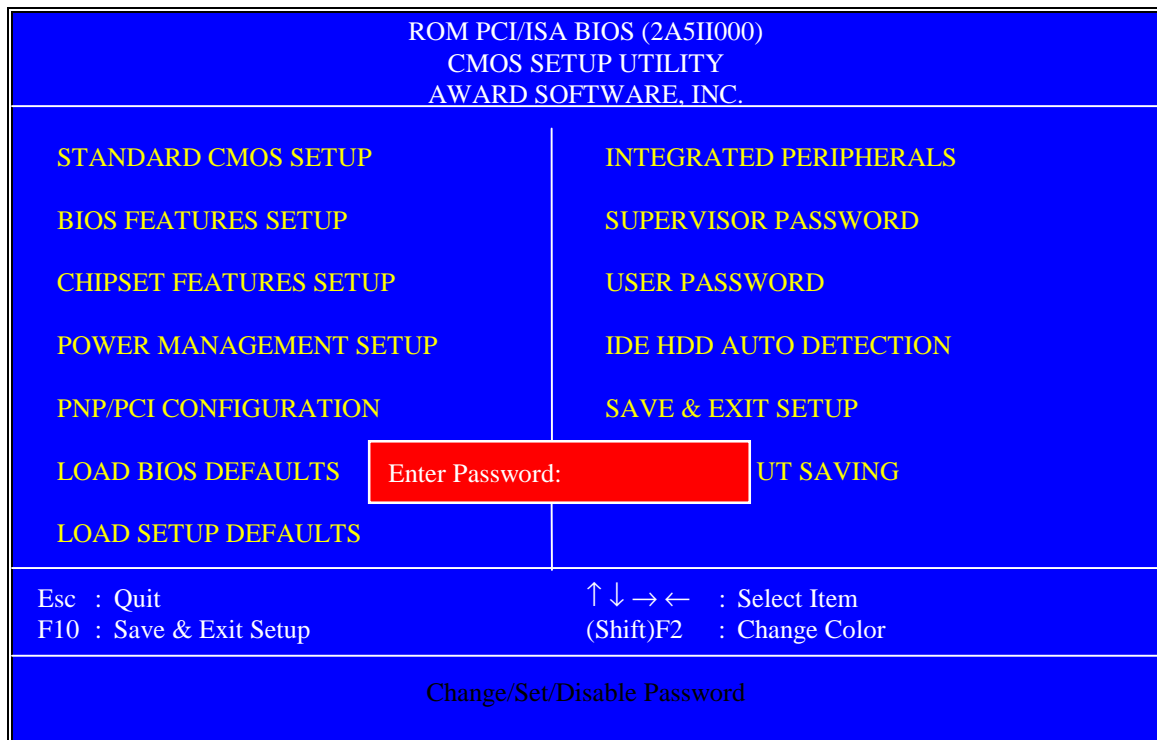 ROM PCI/ISA BIOS (2A5II000)
CMOS SETUP UTILITY
AWARD SOFTWARE, INC.
STANDARD CMOS SETUP
BIOS FEATURES SETUP
CHIPSET FEATURES SETUP
POWER MANAGEMENT SETUP
PNP/PCI CONFIGURATION
LOAD BIOS DEFAULTS
LOAD SETUP DEFAULTS
INTEGRATED PERIPHERALS
SUPERVISOR PASSWORD
USER PASSWORD
IDE HDD AUTO DETECTION
SAVE & EXIT SETUP
UT SAVING
Enter Password:
Esc : Quit
F10 : Save & Exit Setup
↑ ↓ → ← : Select Item
(Shift)F2 : Change Color
Change/Set/Disable Password